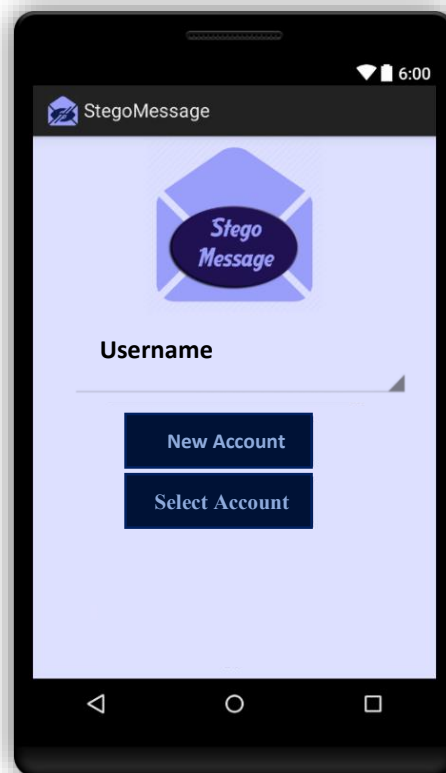 6:00
StegoMessage
Stego
Message
Username
New Account
Select Account